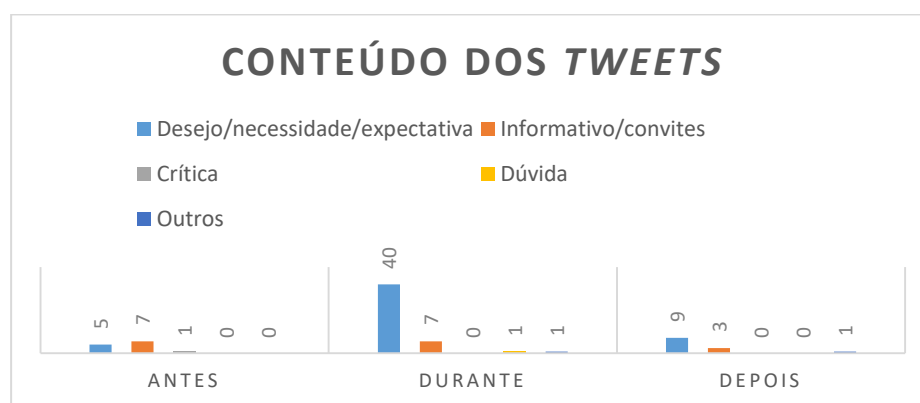 CONTEÚDO DOS TWEETS
Desejo/necessidade/expectativa Informativo/convites
Crítica Dúvida
Outros
5 7 1 0 0 40 7 0 1 1 9 3 0 0 1
ANTES DURANTE DEPOIS